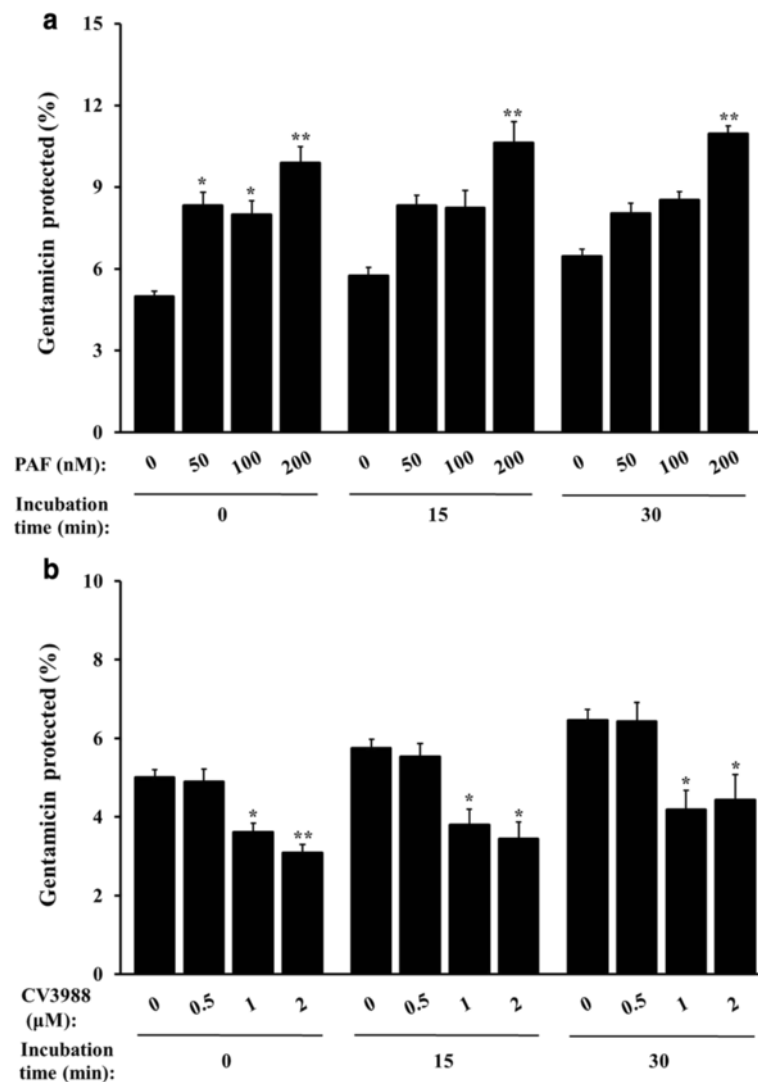 a
15
12
9
6
3
0
Gentamicin protected (%)
* * **
**
**
PAF (nM): 0 50 100 200 0 50 100 200 0 50 100 200
Incubation time (min): 0 15 30
b
10
8
6
4
2
0
Gentamicin protected (%)
* **
* *
* *
CV3988 (μM): 0 0.5 1 2 0 0.5 1 2 0 0.5 1 2
Incubation time (min): 0 15 30